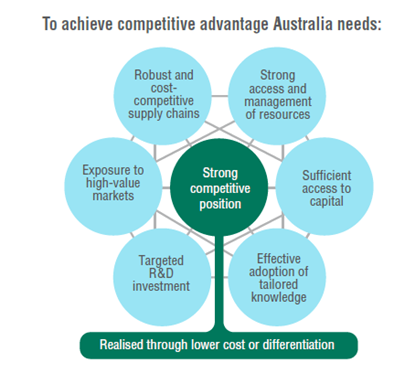 To achieve competitive advantage Australia needs:
Robust and
cost-
competitive
supply chains
Strong
access and
management
of resources
Exposure to
high-value
markets
Strong
competitive
position
Sufficient
access to
capital
Targeted
R&D
investment
Effective
adoption of
tailored
knowledge
Realised through lower cost or differentiation